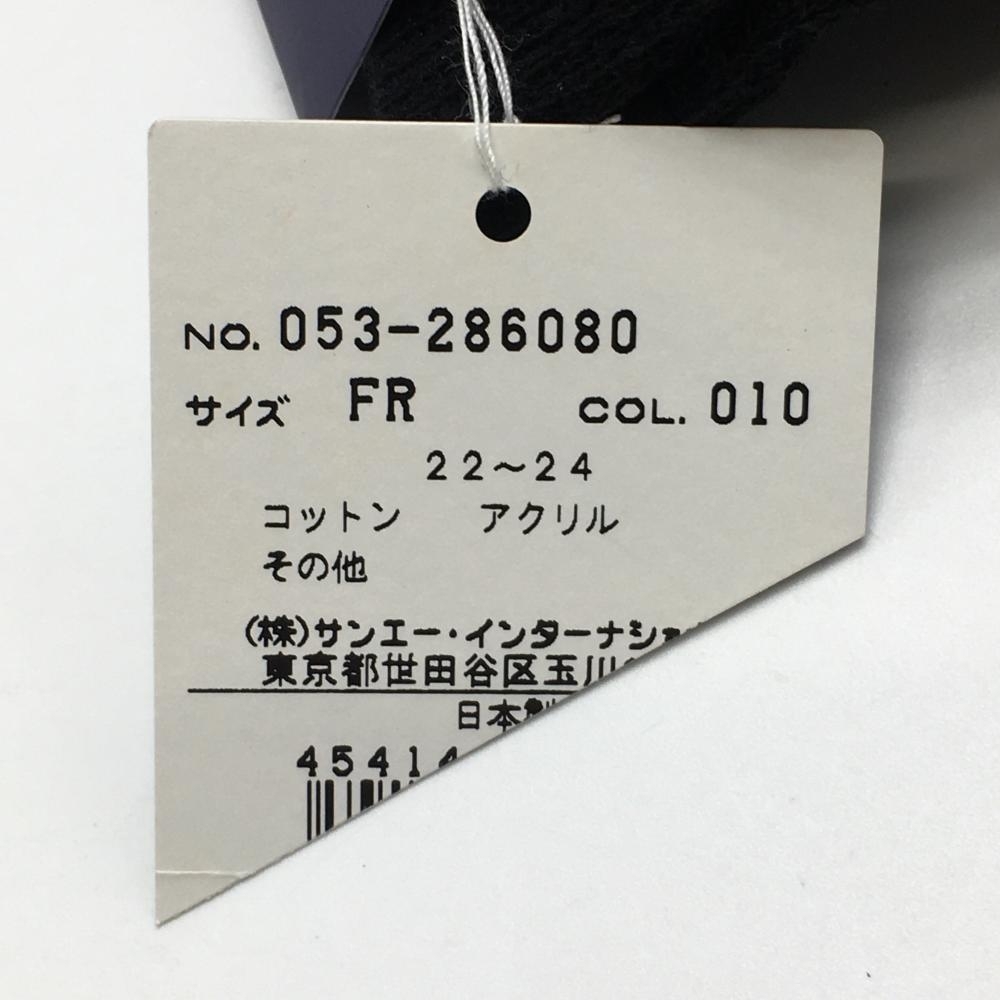 NO. 053-286080
サイズ FR COL. 010
22～24
コットン アクリル
その他
(株)サンエー・インターナシ
東京都世田谷区玉川
日本製
4541